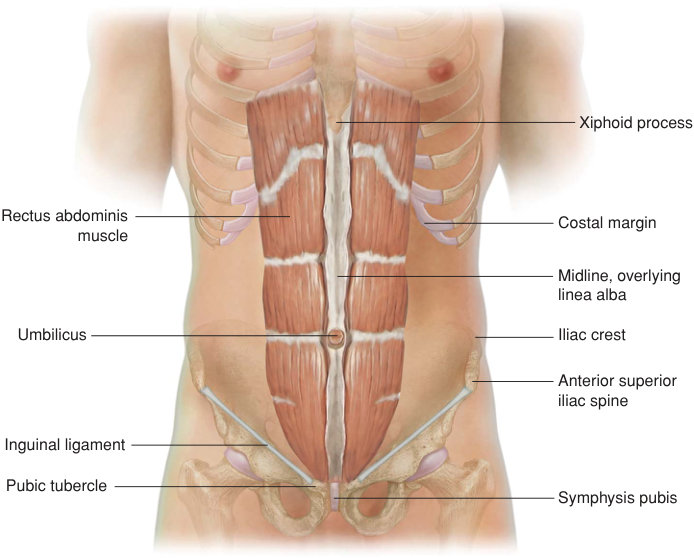 Xiphoid process
Rectus abdominis
muscle
Costal margin
Midline, overlying
linea alba
Umbilicus
Iliac crest
Anterior superior
iliac spine
Inguinal ligament
Pubic tubercle
Symphysis pubis